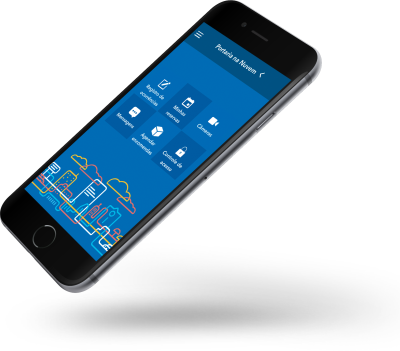 Portaria na Nuvem
Registro de
ocorrências
Minhas
reservas
Câmeras
Mensagens
Agendar
encomendas
Controle de
acesso